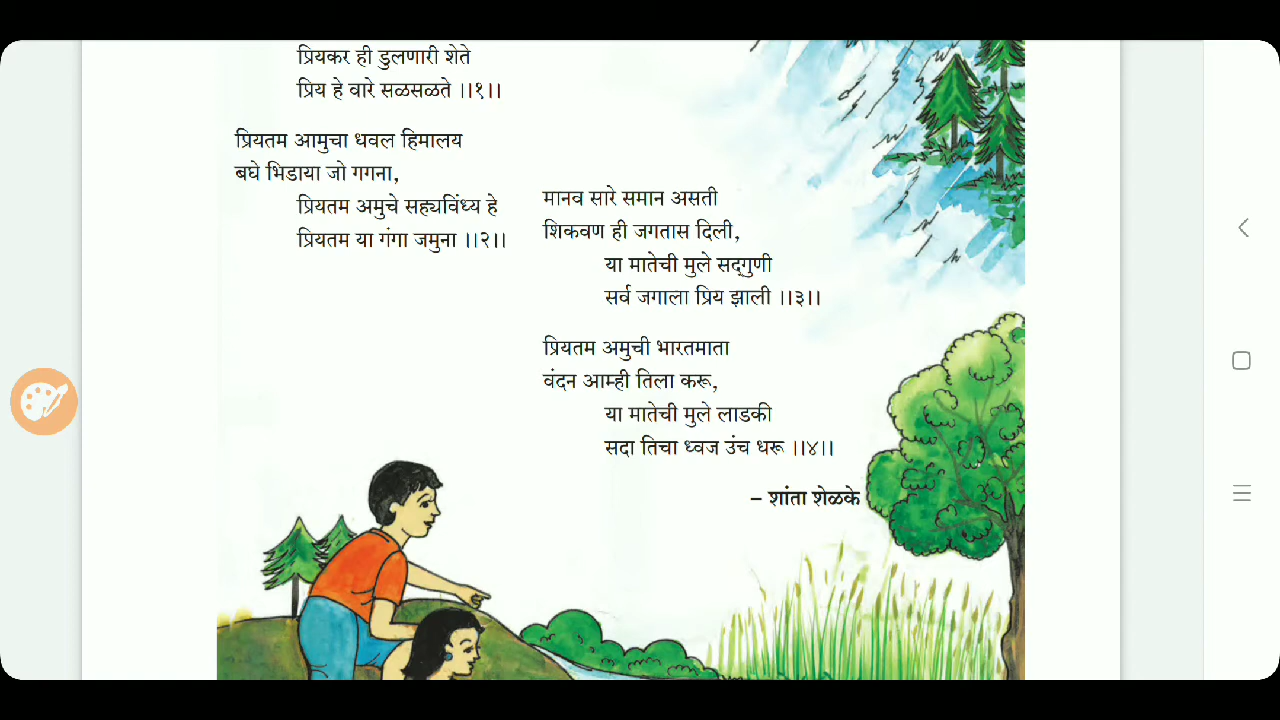 प्रियकर ही डुलणारी शेते
प्रिय हे वारे सळसळते ।।१।।
प्रियतम आमुचा धवल हिमालय
बघे भिडाया जो गगना,
प्रियतम अमुचे सह्यविंध्य हे
प्रियतम या गंगा जमुना ।।२।।
मानव सारे समान असती
शिकवण ही जगतास दिली,
या मातेची मुले सद्‌गुणी
सर्व जगाला प्रिय झाली ।।३।।
प्रियतम अमुची भारतमाता
वंदन आम्ही तिला करू,
या मातेची मुले लाडकी
सदा तिचा ध्वज उंच धरू ।।४।।
– शांता शेळके